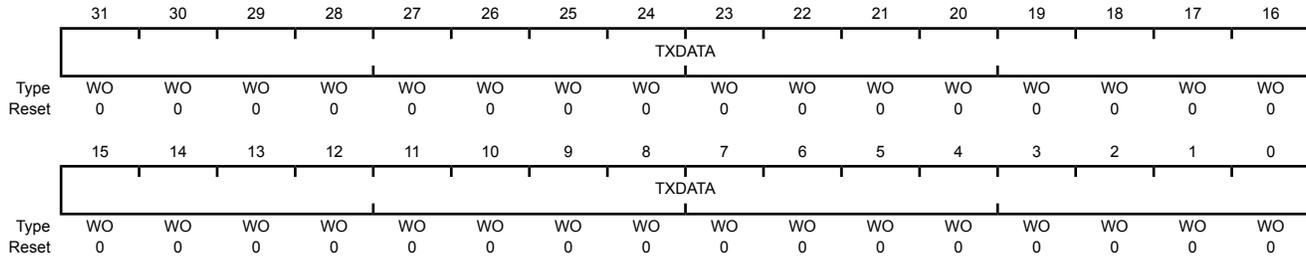 31 30 29 28 27 26 25 24 23 22 21 20 19 18 17 16
TXDATA
Type WO WO WO WO WO WO WO WO WO WO WO WO WO WO WO WO
Reset 0 0 0 0 0 0 0 0 0 0 0 0 0 0 0 0
15 14 13 12 11 10 9 8 7 6 5 4 3 2 1 0
TXDATA
Type WO WO WO WO WO WO WO WO WO WO WO WO WO WO WO WO
Reset 0 0 0 0 0 0 0 0 0 0 0 0 0 0 0 0